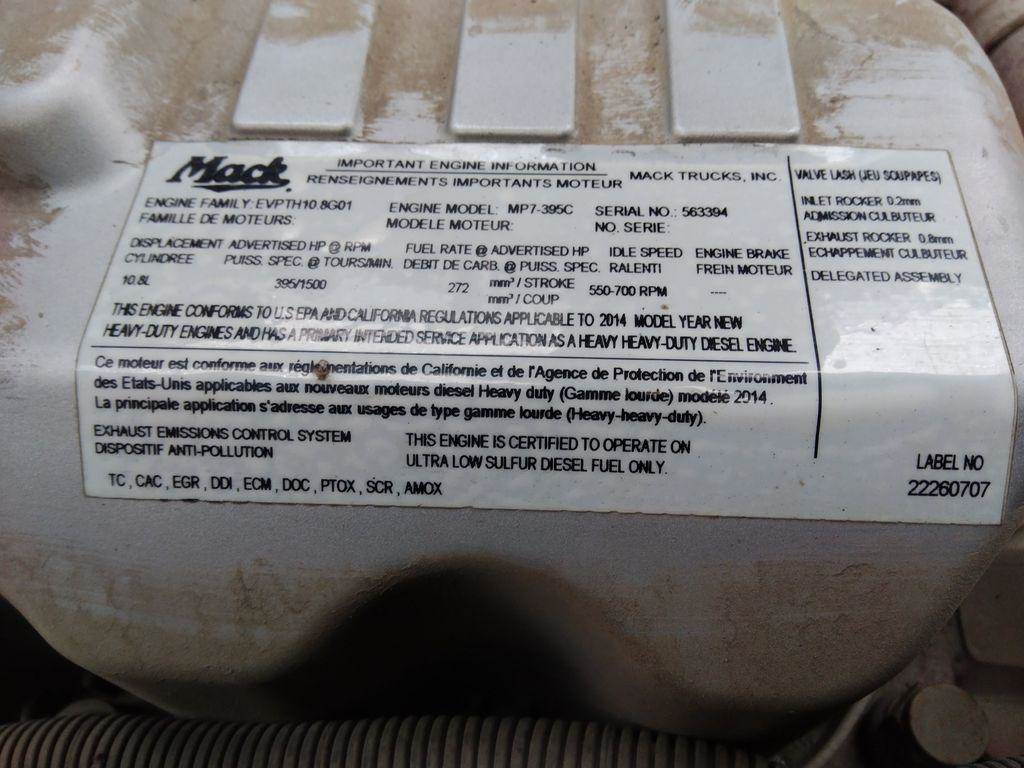 Mack
IMPORTANT ENGINE INFORMATION
RENSEIGNEMENTS IMPORTANTS MOTEUR
MACK TRUCKS, INC.
ENGINE FAMILY: EVPTH10.8G01
FAMILLE DE MOTEURS:
ENGINE MODEL: MP7-395C
MODELE MOTEUR:
SERIAL NO.: 563394
NO. SERIE:
DISPLACEMENT
CYLINDREE
10.8L
ADVERTISED HP @ RPM
PUISS. SPEC. @ TOURS/MIN.
395/1500
FUEL RATE @ ADVERTISED HP
DEBIT DE CARB. @ PUISS. SPEC.
272 mm³ / STROKE
mm³ / COUP
IDLE SPEED
RALENTI
550-700 RPM
ENGINE BRAKE
FREIN MOTEUR
----
THIS ENGINE CONFORMS TO U.S EPA AND CALIFORNIA REGULATIONS APPLICABLE TO 2014 MODEL YEAR NEW
HEAVY-DUTY ENGINES AND HAS A PRIMARY INTENDED SERVICE APPLICATION AS A HEAVY HEAVY-DUTY DIESEL ENGINE.
Ce moteur est conforme aux réglementations de Californie et de l'Agence de Protection de l'Environment
des Etats-Unis applicables aux nouveaux moteurs diesel Heavy duty (Gamme lourde) modelé 2014.
La principale application s'adresse aux usages de type gamme lourde (Heavy-heavy-duty).
EXHAUST EMISSIONS CONTROL SYSTEM
DISPOSITIF ANTI-POLLUTION
TC , CAC , EGR , DDI , ECM , DOC , PTOX , SCR , AMOX
THIS ENGINE IS CERTIFIED TO OPERATE ON
ULTRA LOW SULFUR DIESEL FUEL ONLY.
VALVE LASH (JEU SOUPAPES)
INLET ROCKER 0.2mm
ADMISSION CULBUTEUR
EXHAUST ROCKER 0.8mm
ECHAPPEMENT CULBUTEUR
DELEGATED ASSEMBLY
LABEL NO
22260707